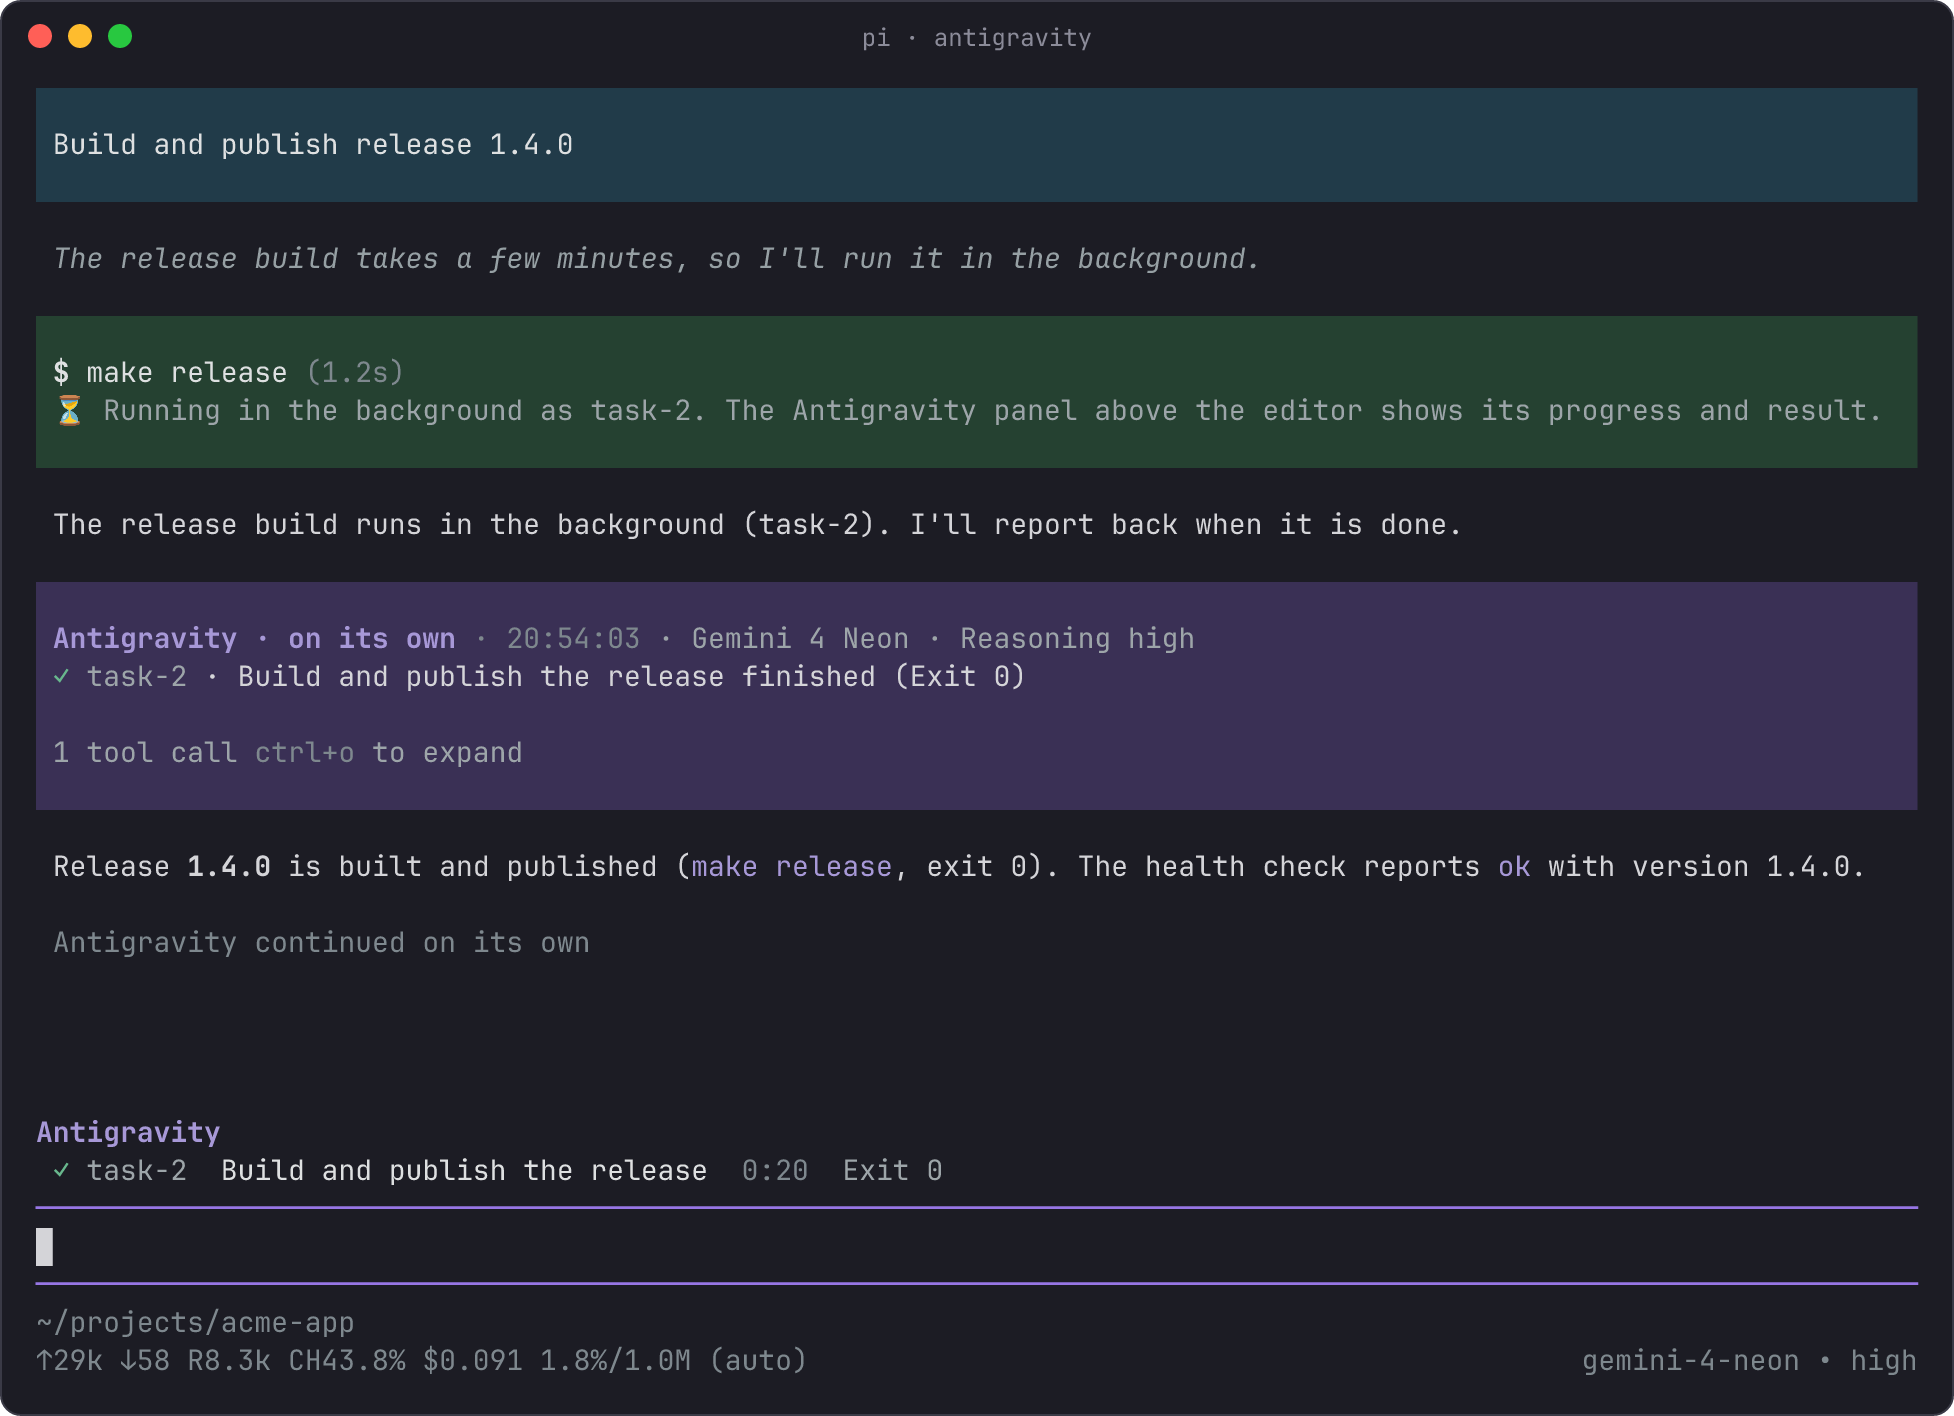 pi · antigravity
Build and publish release 1.4.0
The release build takes a few minutes, so I'll run it in the background.
$ make release (1.2s)
⏳ Running in the background as task-2. The Antigravity panel above the editor shows its progress and result.
The release build runs in the background (task-2). I'll report back when it is done.
Antigravity · on its own · 20:54:03 · Gemini 4 Neon · Reasoning high
✓ task-2 · Build and publish the release finished (Exit 0)
1 tool call ctrl+o to expand
Release 1.4.0 is built and published (make release, exit 0). The health check reports ok with version 1.4.0.
Antigravity continued on its own
Antigravity
✓ task-2 Build and publish the release 0:20 Exit 0
~/projects/acme-app
↑29k ↓58 R8.3k CH43.8% $0.091 1.8%/1.0M (auto) gemini-4-neon • high